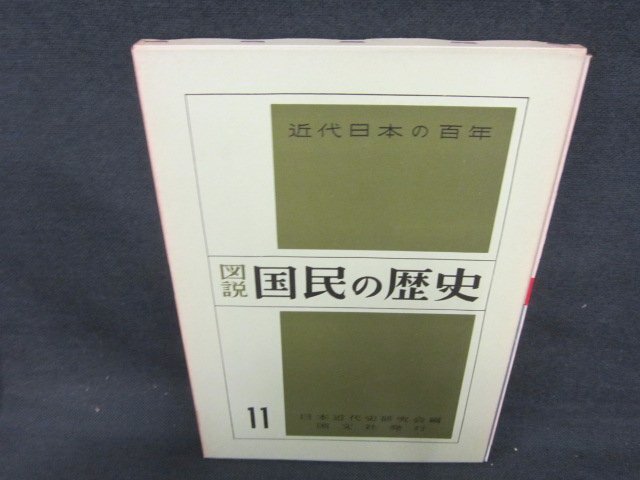 近代日本の百年
図説 国民の歴史
11
日本近代史研究会編
国文社発行